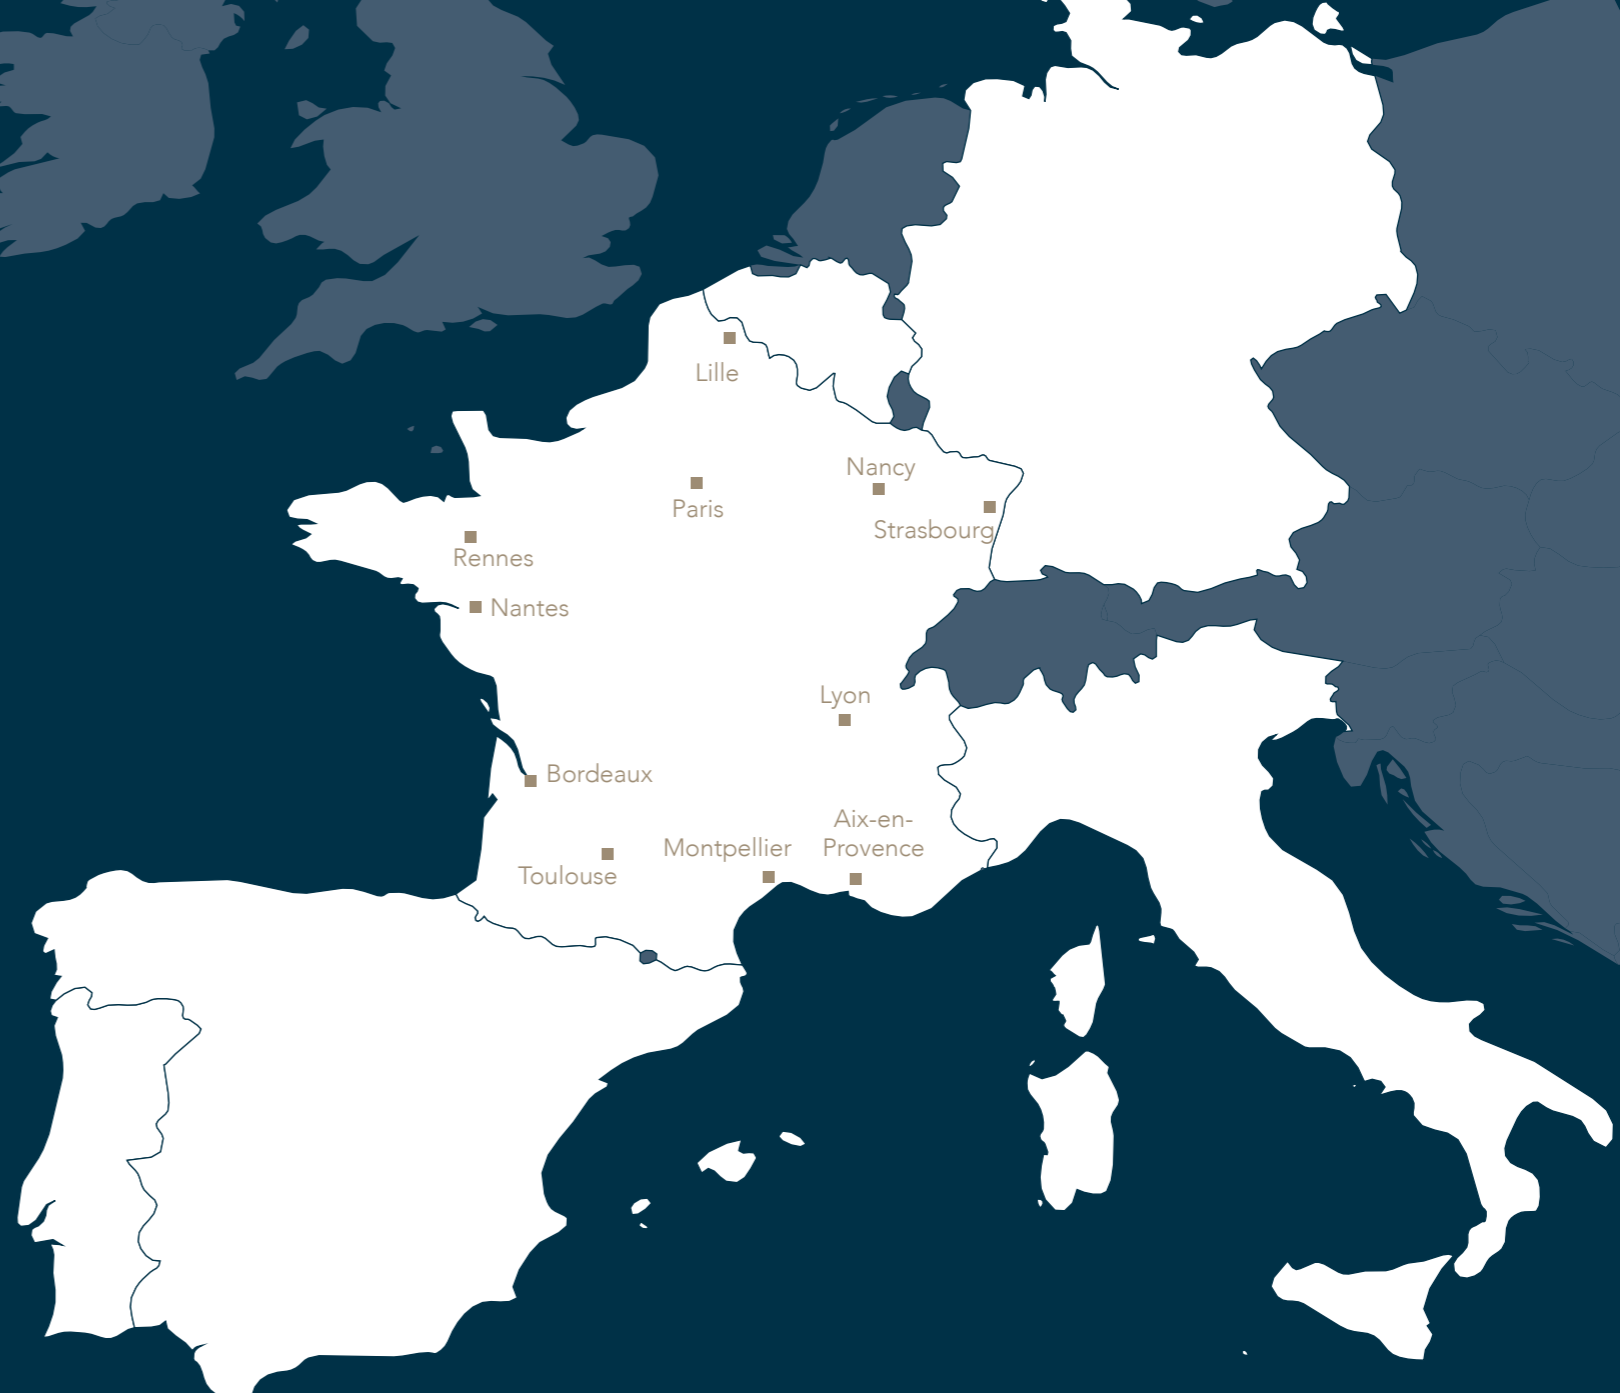 Lille
Nancy
Paris
Strasbourg
Rennes
Nantes
Lyon
Bordeaux
Aix-en-
Provence
Montpellier
Toulouse